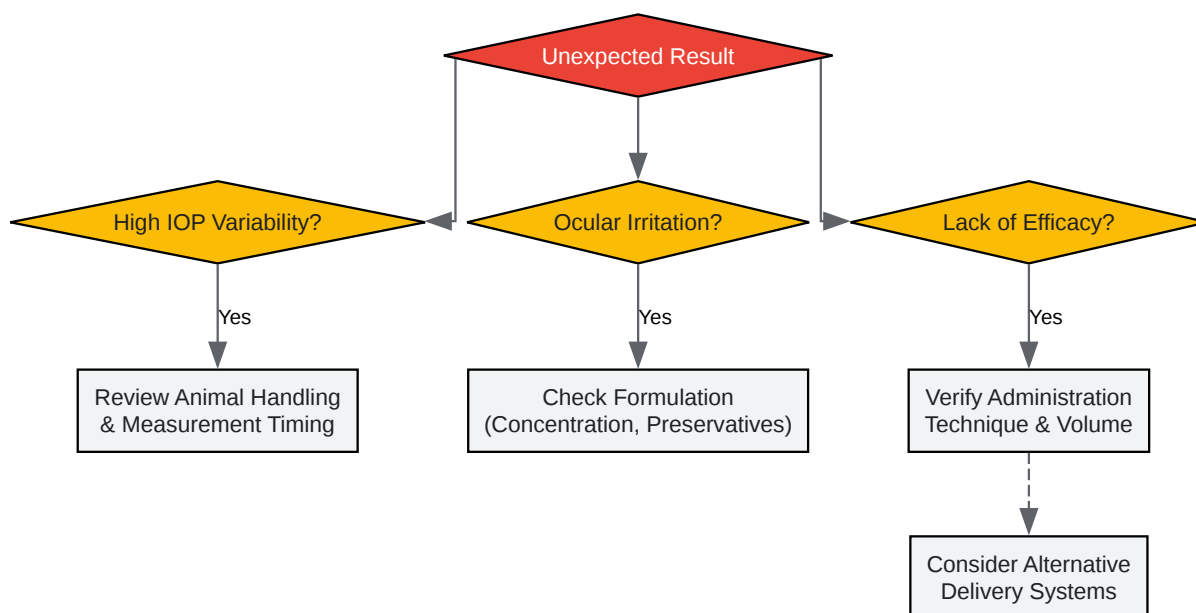 Unexpected Result
High IOP Variability?
Ocular Irritation?
Lack of Efficacy?
Yes
Yes
Yes
Review Animal Handling
& Measurement Timing
Check Formulation
(Concentration, Preservatives)
Verify Administration
Technique & Volume
Consider Alternative
Delivery Systems